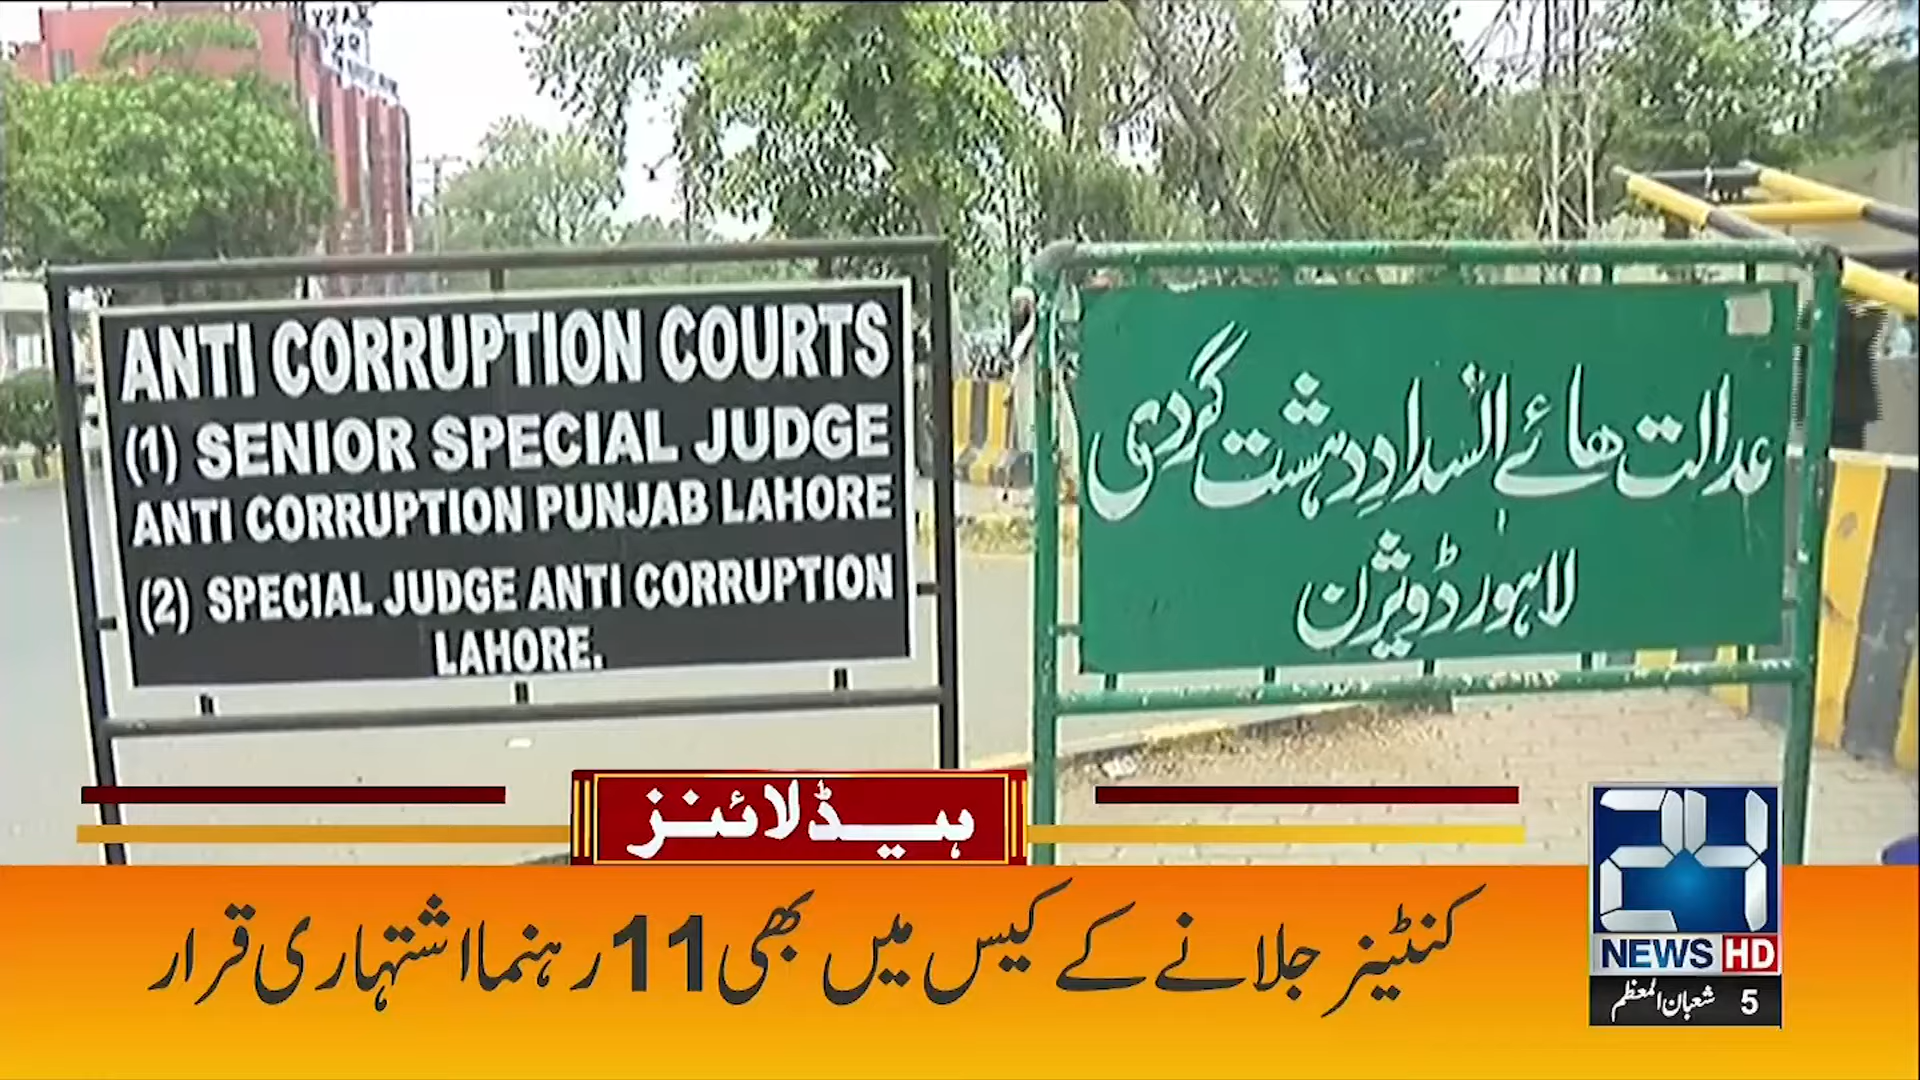 ANTI CORRUPTION COURTS
(1) SENIOR SPECIAL JUDGE
ANTI CORRUPTION PUNJAB LAHORE
(2) SPECIAL JUDGE ANTI CORRUPTION
LAHORE.
عدالت ھائے انسدادِ دہشت گردی
لاہور ڈویژن
ہیڈلائنز
کنٹینر جلانے کے کیس میں بھی 11 رہنما اشتہاری قرار
24
NEWS HD
5 شعبان المعظم